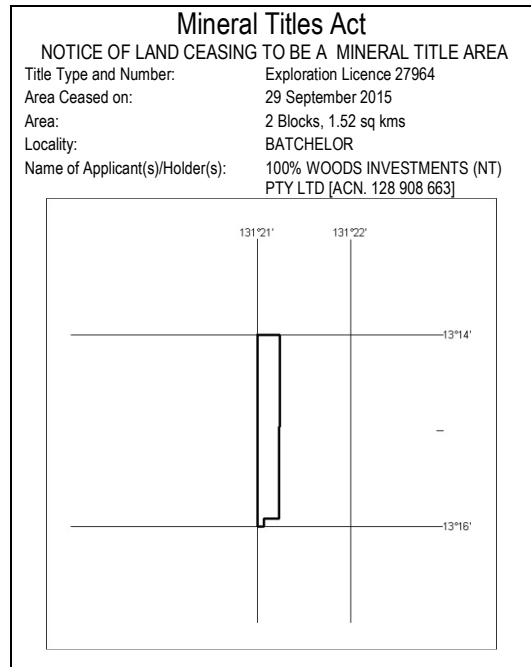 Mineral Titles Act
NOTICE OF LAND CEASING TO BE A MINERAL TITLE AREA
Title Type and Number: Exploration Licence 27964
Area Ceased on: 29 September 2015
Area: 2 Blocks, 1.52 sq kms
Locality: BATCHELOR
Name of Applicant(s)/Holder(s): 100% WOODS INVESTMENTS (NT)
PTY LTD [ACN. 128 908 663]
131°21' 131°22'
13°14'
13°16'